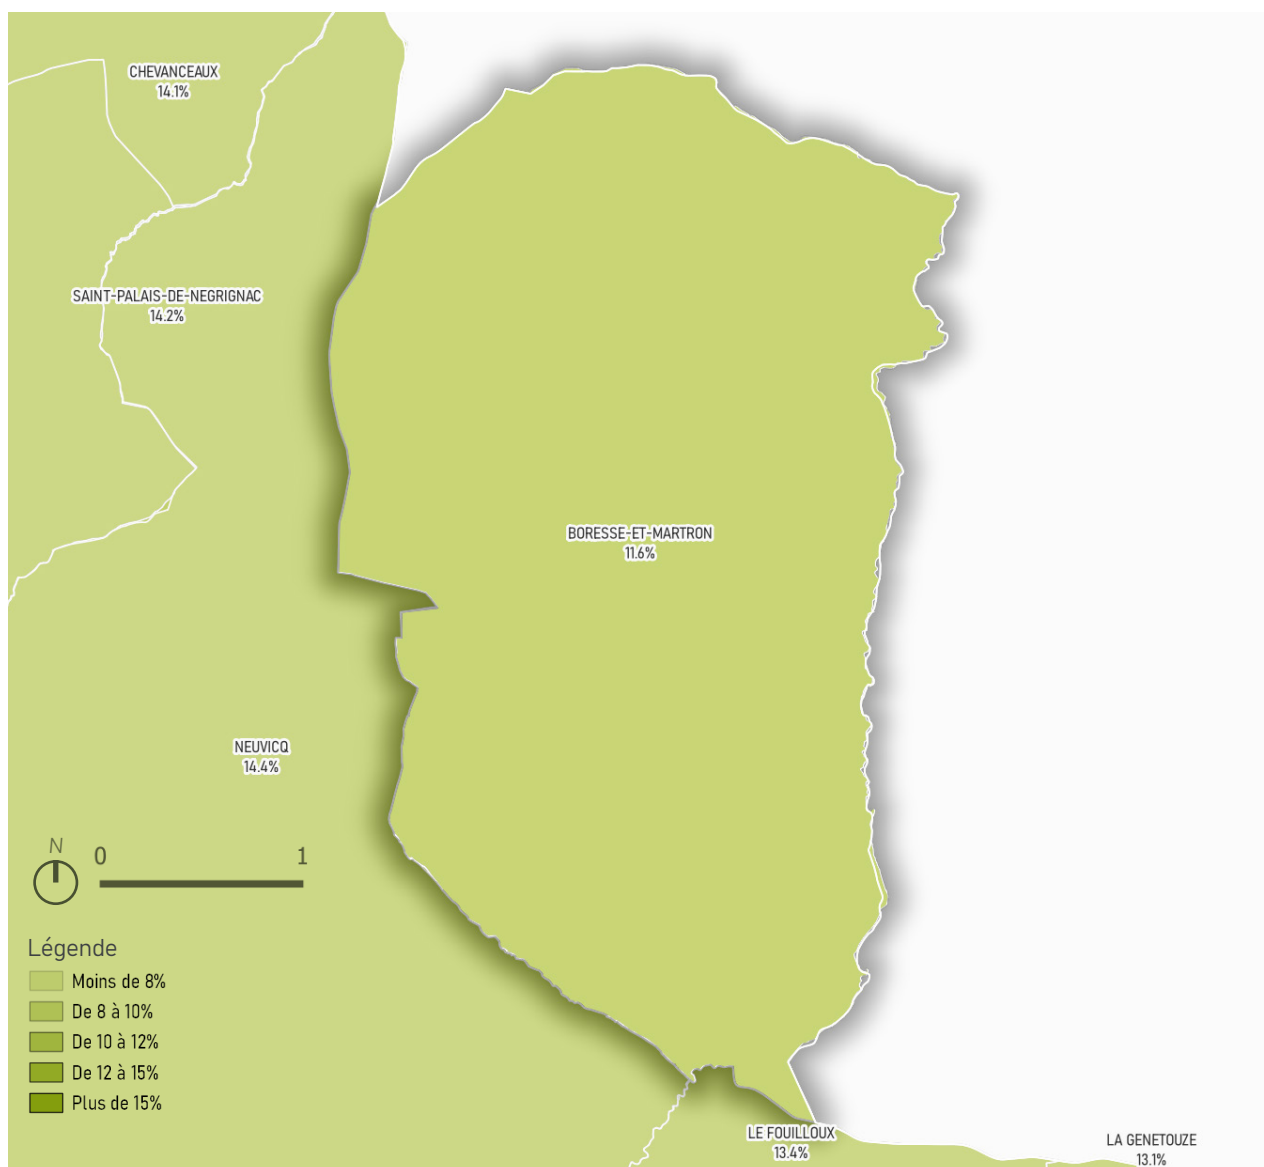 CHEVANCEAUX
14.1%
SAINT-PALAIS-DE-NEGRIGNAC
14.2%
BORESSE-ET-MARTRON
11.6%
NEUVICQ
14.4%
N
0 1
Légende
Moins de 8%
De 8 à 10%
De 10 à 12%
De 12 à 15%
Plus de 15%
LE FOUILLOUX
13.4%
LA GENETOUZE
13.1%